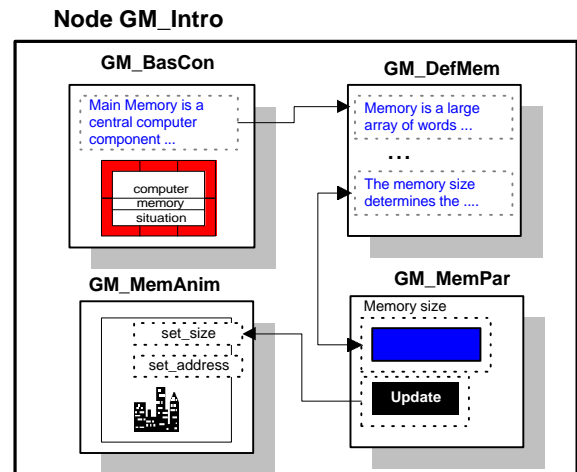 Node GM_Intro
GM_BasCon
Main Memory is a
central computer
component ...
computer
memory
situation
GM_DefMem
Memory is a large
array of words ...
...
The memory size
determines the ....
GM_MemAnim
set_size
set_address
GM_MemPar
Memory size
Update